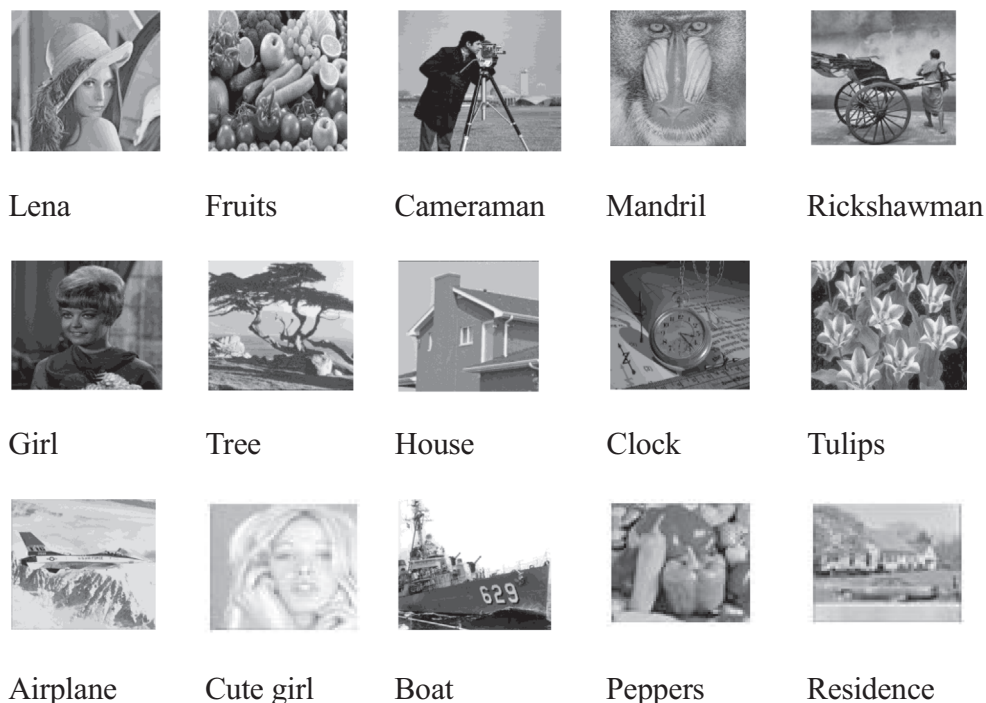 Lena Fruits Cameraman Mandril Rickshawman
Girl Tree House Clock Tulips
629
Airplane Cute girl Boat Peppers Residence